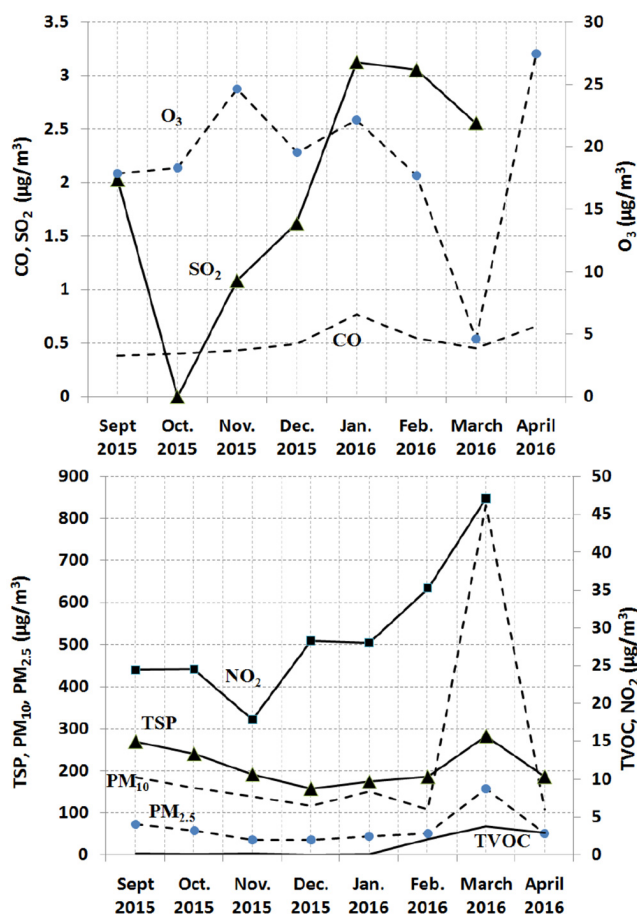 3.5
3
2.5
2
1.5
1
0.5
0
CO, SO2 (µg/m³)
30
25
20
15
10
5
0
O3 (µg/m³)
O3
SO2
CO
Sept Oct. Nov. Dec. Jan. Feb. March April
2015 2015 2015 2015 2016 2016 2016 2016
900
800
700
600
500
400
300
200
100
0
TSP, PM10, PM2.5 (µg/m³)
50
45
40
35
30
25
20
15
10
5
0
TVOC, NO2 (µg/m³)
NO2
TSP
PM10
PM2.5
TVOC
Sept Oct. Nov. Dec. Jan. Feb. March April
2015 2015 2015 2015 2016 2016 2016 2016